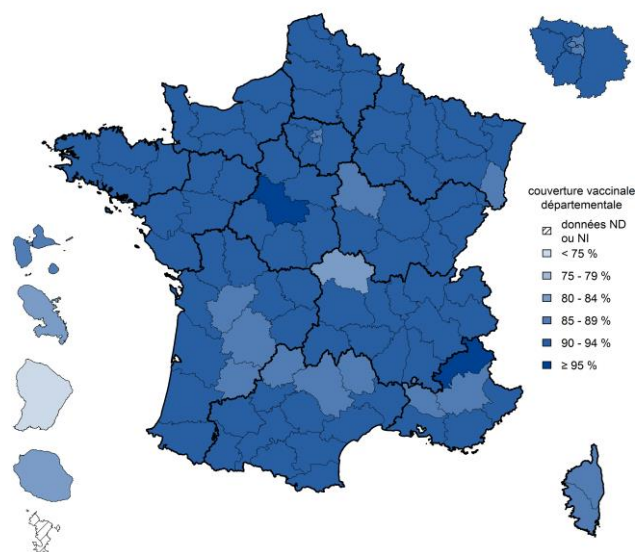 couverture vaccinale
départementale
données ND
ou NI
< 75 %
75 - 79 %
80 - 84 %
85 - 89 %
90 - 94 %
≥ 95 %